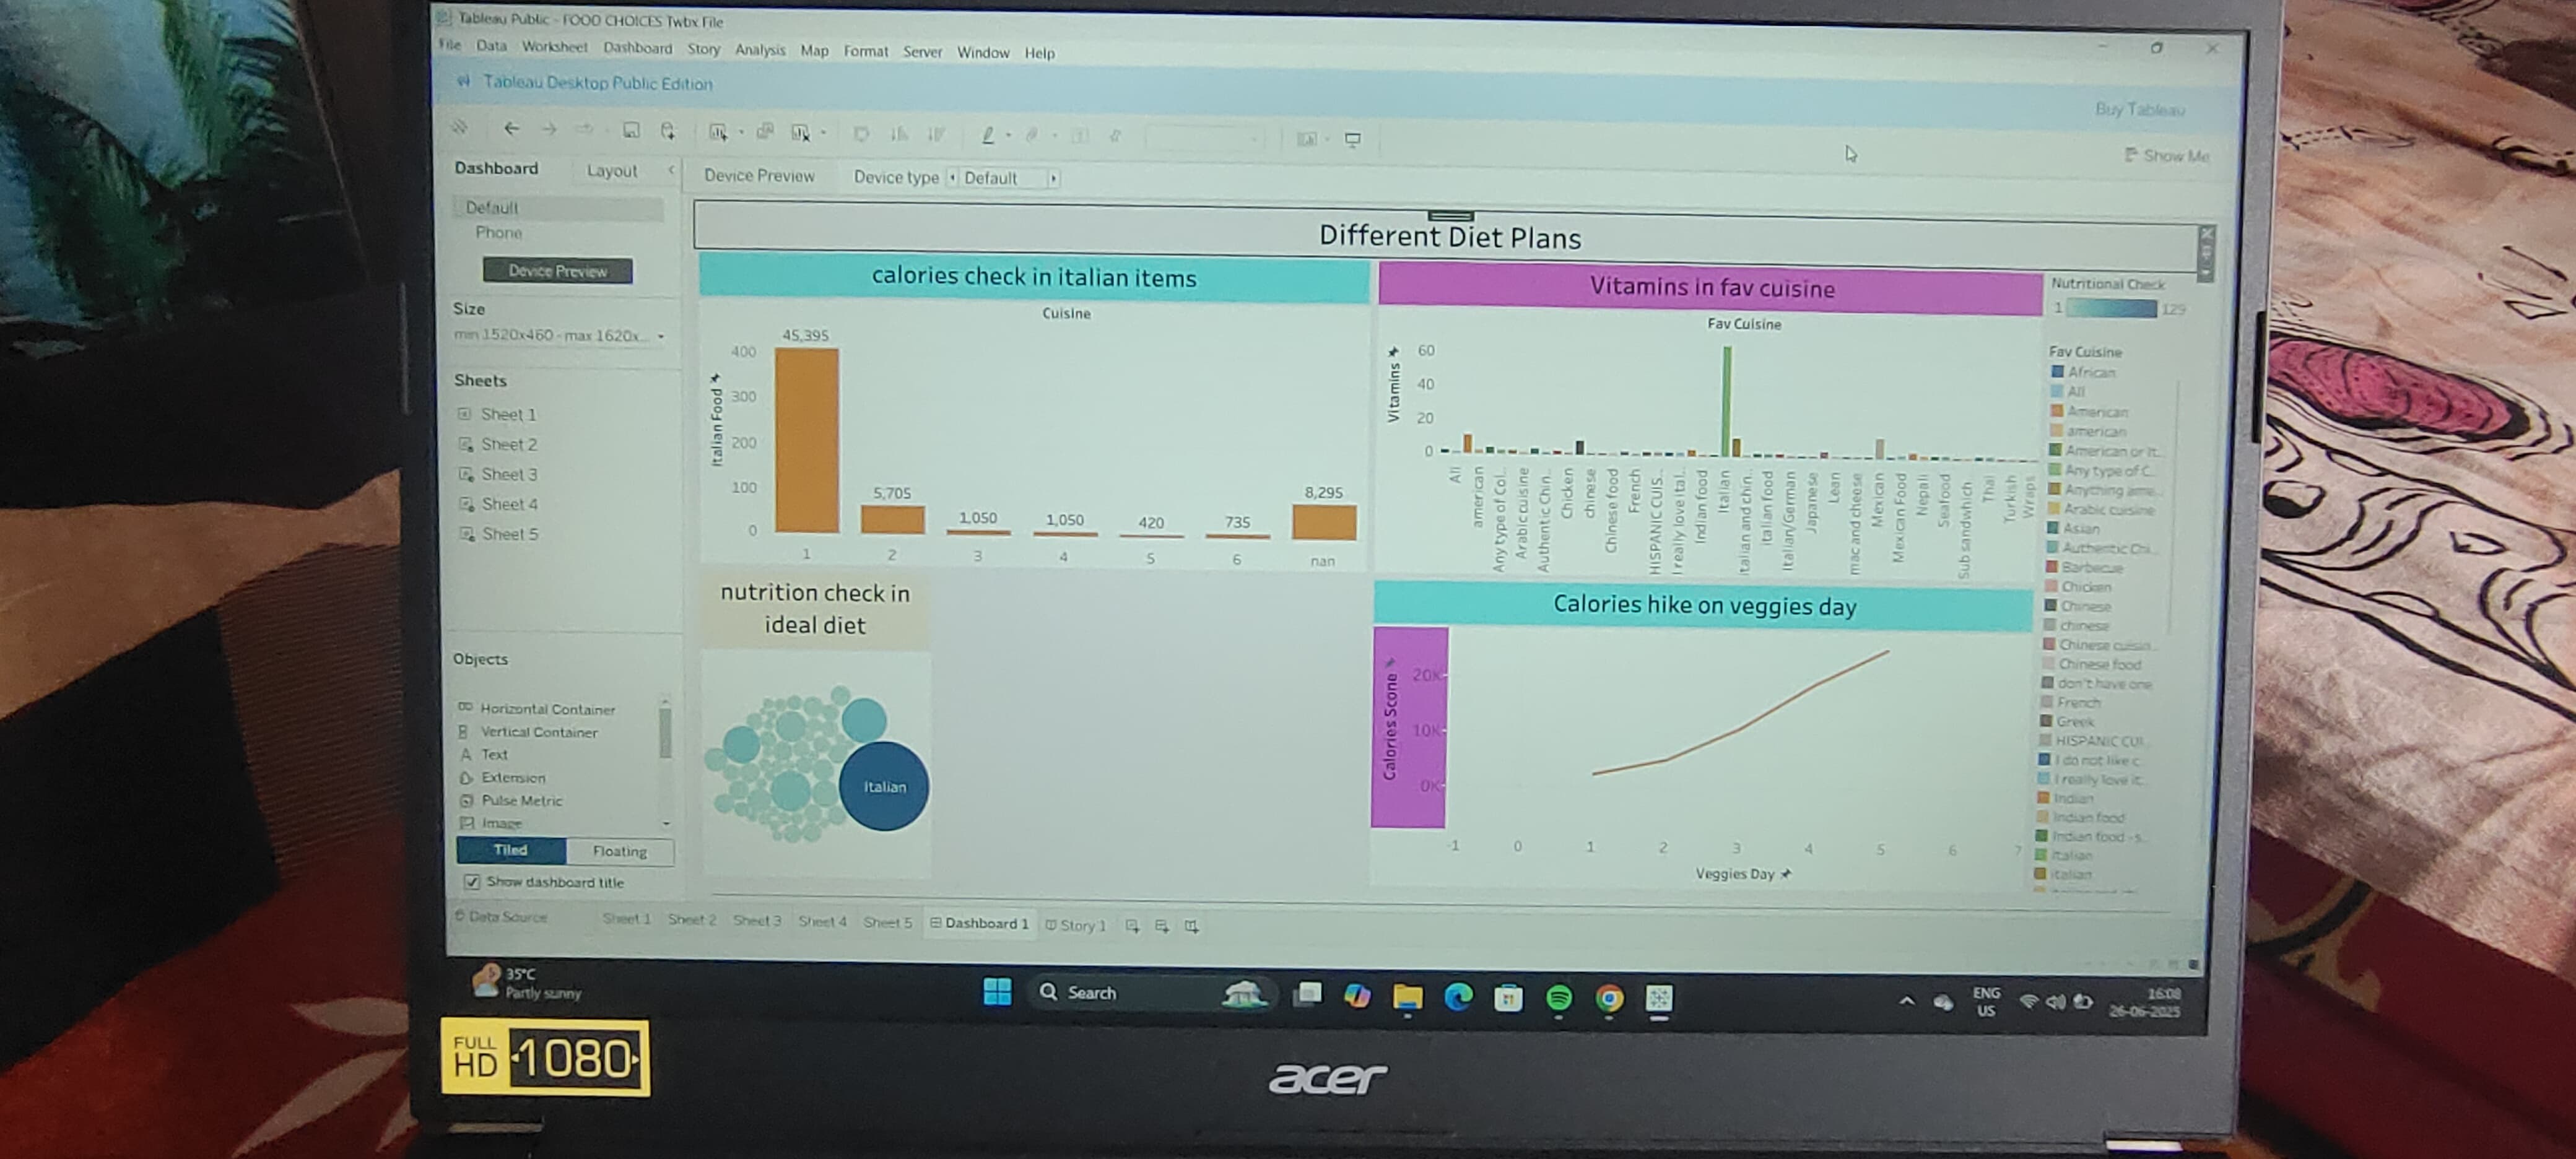 Tableau Public - FOOD CHOICES Twbx File
File Data Worksheet Dashboard Story Analysis Map Format Server Window Help
Tableau Desktop Public Edition
Buy Tableau
Show Me
Dashboard Layout
Device Preview Device type Default
Default
Phone
Device Preview
Size
min 1520x460 - max 1620x...
Sheets
Sheet 1
Sheet 2
Sheet 3
Sheet 4
Sheet 5
Objects
Horizontal Container
Vertical Container
Text
Extension
Pulse Metric
Image
Tiled Floating
Show dashboard title
Different Diet Plans
calories check in italian items
Cuisine
Italian Food
400
300
200
100
0
45,395
5,705
1,050
1,050
420
735
8,295
1 2 3 4 5 6 nan
Vitamins in fav cuisine
Fav Cuisine
Vitamins
60
40
20
0
All
american
Any type of Col..
Arabic cuisine
Authentic Chin..
Chicken
chinese
Chinese food
French
HISPANIC CUIS..
I really love ital..
Indian food
Italian
italian and chin..
italian food
Italian/German
Japanese
Lean
mac and cheese
Mexican
Mexican Food
Nepali
Seafood
Sub sandwhich
Thai
Turkish
Wraps
nutrition check in
ideal diet
Italian
Calories hike on veggies day
Calories Scone
20K
10K
0K
-1 0 1 2 3 4 5 6 7
Veggies Day
Nutritional Check
1 129
Fav Cuisine
African
All
American
american
American or It..
Any type of C..
Anything ame..
Arabic cuisine
Asian
Authentic Chi..
Barbecue
Chicken
Chinese
chinese
Chinese cuisin..
Chinese food
don't have one
French
Greek
HISPANIC CUI..
I do not like c..
I really love it..
Indian
Indian food
Indian food - s..
Italian
italian
Data Source Sheet 1 Sheet 2 Sheet 3 Sheet 4 Sheet 5 Dashboard 1 Story 1
35°C
Partly sunny
Search
ENG
US
16:08
26-06-2025
FULL
HD 1080
acer